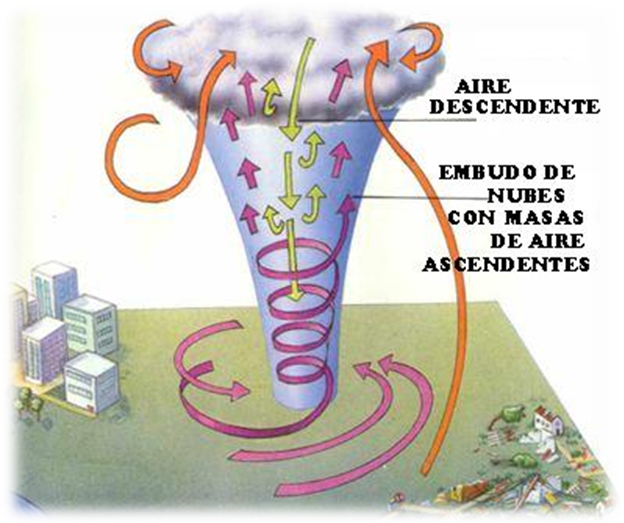 AIRE
DESCENDENTE
EMBUDO DE
NUBES
CON MASAS
DE AIRE
ASCENDENTES